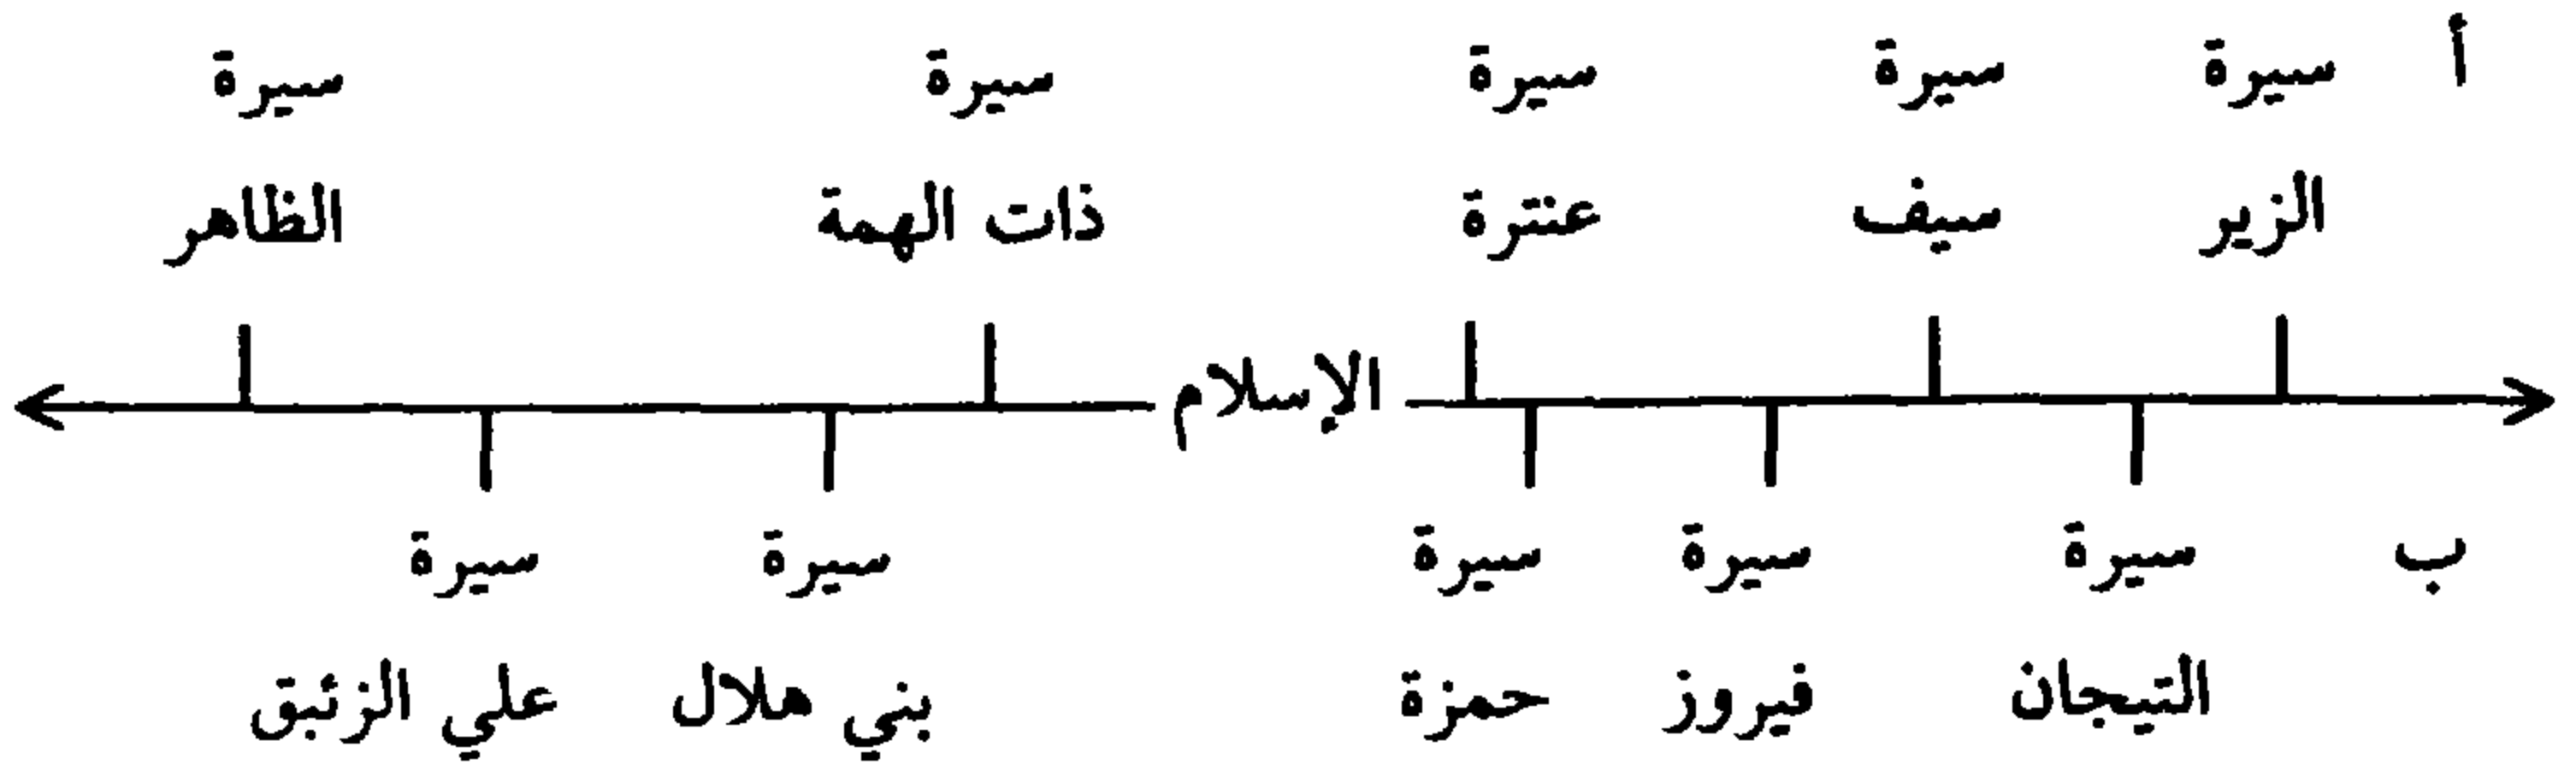 أ سيرة سيرة سيرة سيرة سيرة
الزير سيف عنترة ذات الهمة الظاهر
الإسلام
ب سيرة سيرة سيرة سيرة سيرة
التيجان فيروز حمزة بني هلال علي الزئبق